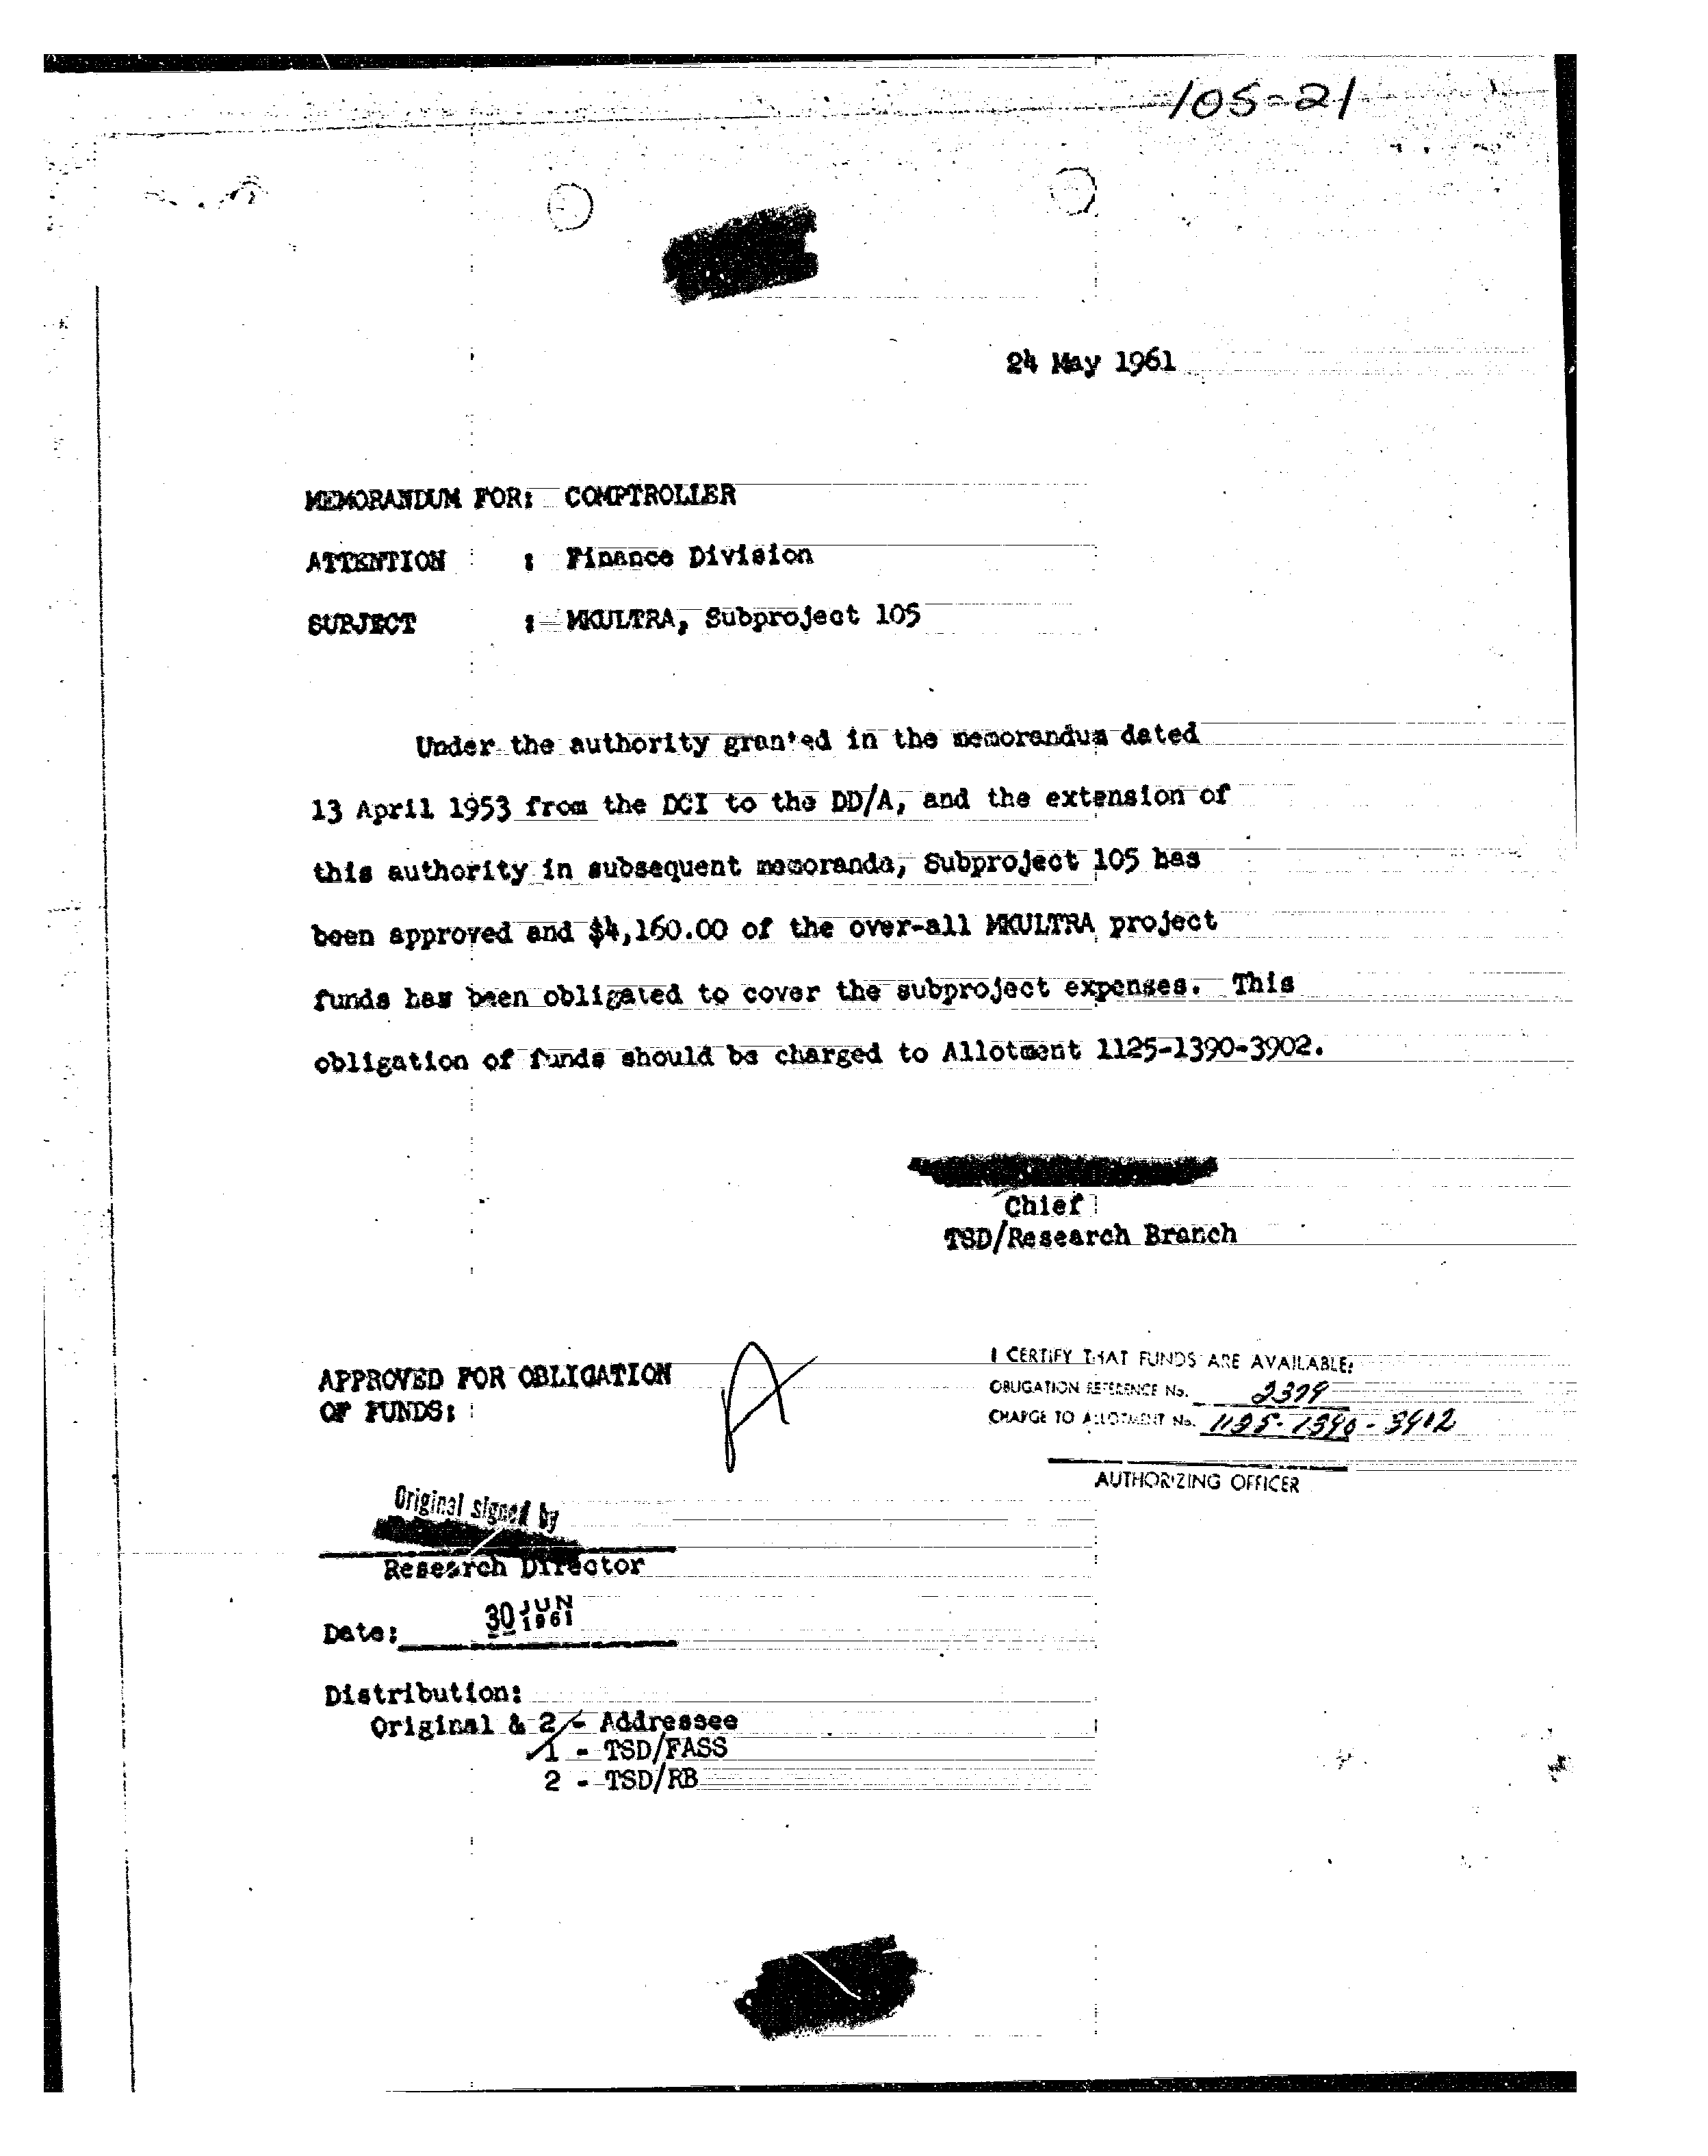 105-21
24 May 1961
MEMORANDUM FOR: COMPTROLLER
ATTENTION : Finance Division
SUBJECT : MKULTRA, Subproject 105
Under the authority granted in the memorandum dated
13 April 1953 from the DCI to the DD/A, and the extension of
this authority in subsequent memoranda, Subproject 105 has
been approved and $4,160.00 of the over-all MKULTRA project
funds has been obligated to cover the subproject expenses. This
obligation of funds should be charged to Allotment 1125-1390-3902.
Chief
TSD/Research Branch
APPROVED FOR OBLIGATION
OF FUNDS:
I CERTIFY THAT FUNDS ARE AVAILABLE:
OBLIGATION REFERENCE No. 2379
CHARGE TO ALLOTMENT No. 1125-1390-3902
AUTHORIZING OFFICER
Original signed by
Research Director
Date: 30 JUN 1961
Distribution:
Original & 2 - Addressee
1 - TSD/FASS
2 - TSD/RB